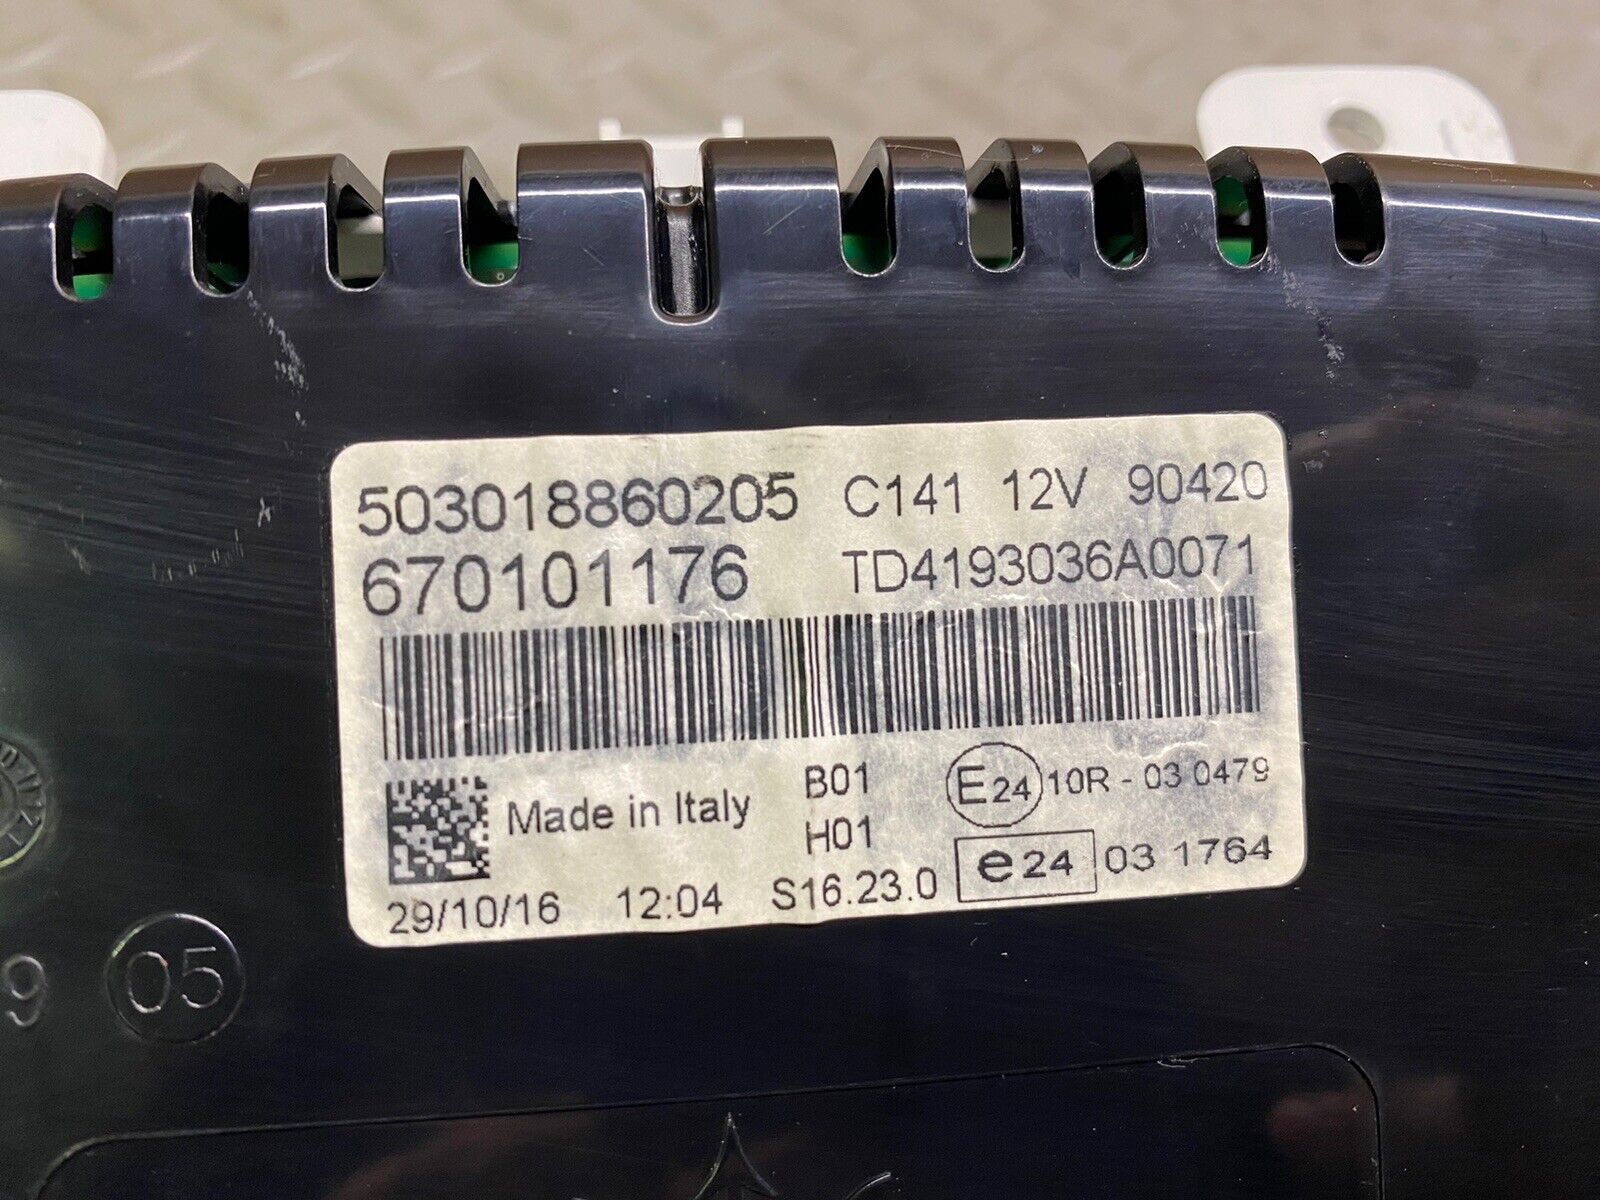 503018860205 C141 12V 90420
670101176 TD4193036A0071
Made in Italy
B01
H01
E24 10R - 03 0479
e24 03 1764
29/10/16 12:04 S16.23.0
9 05